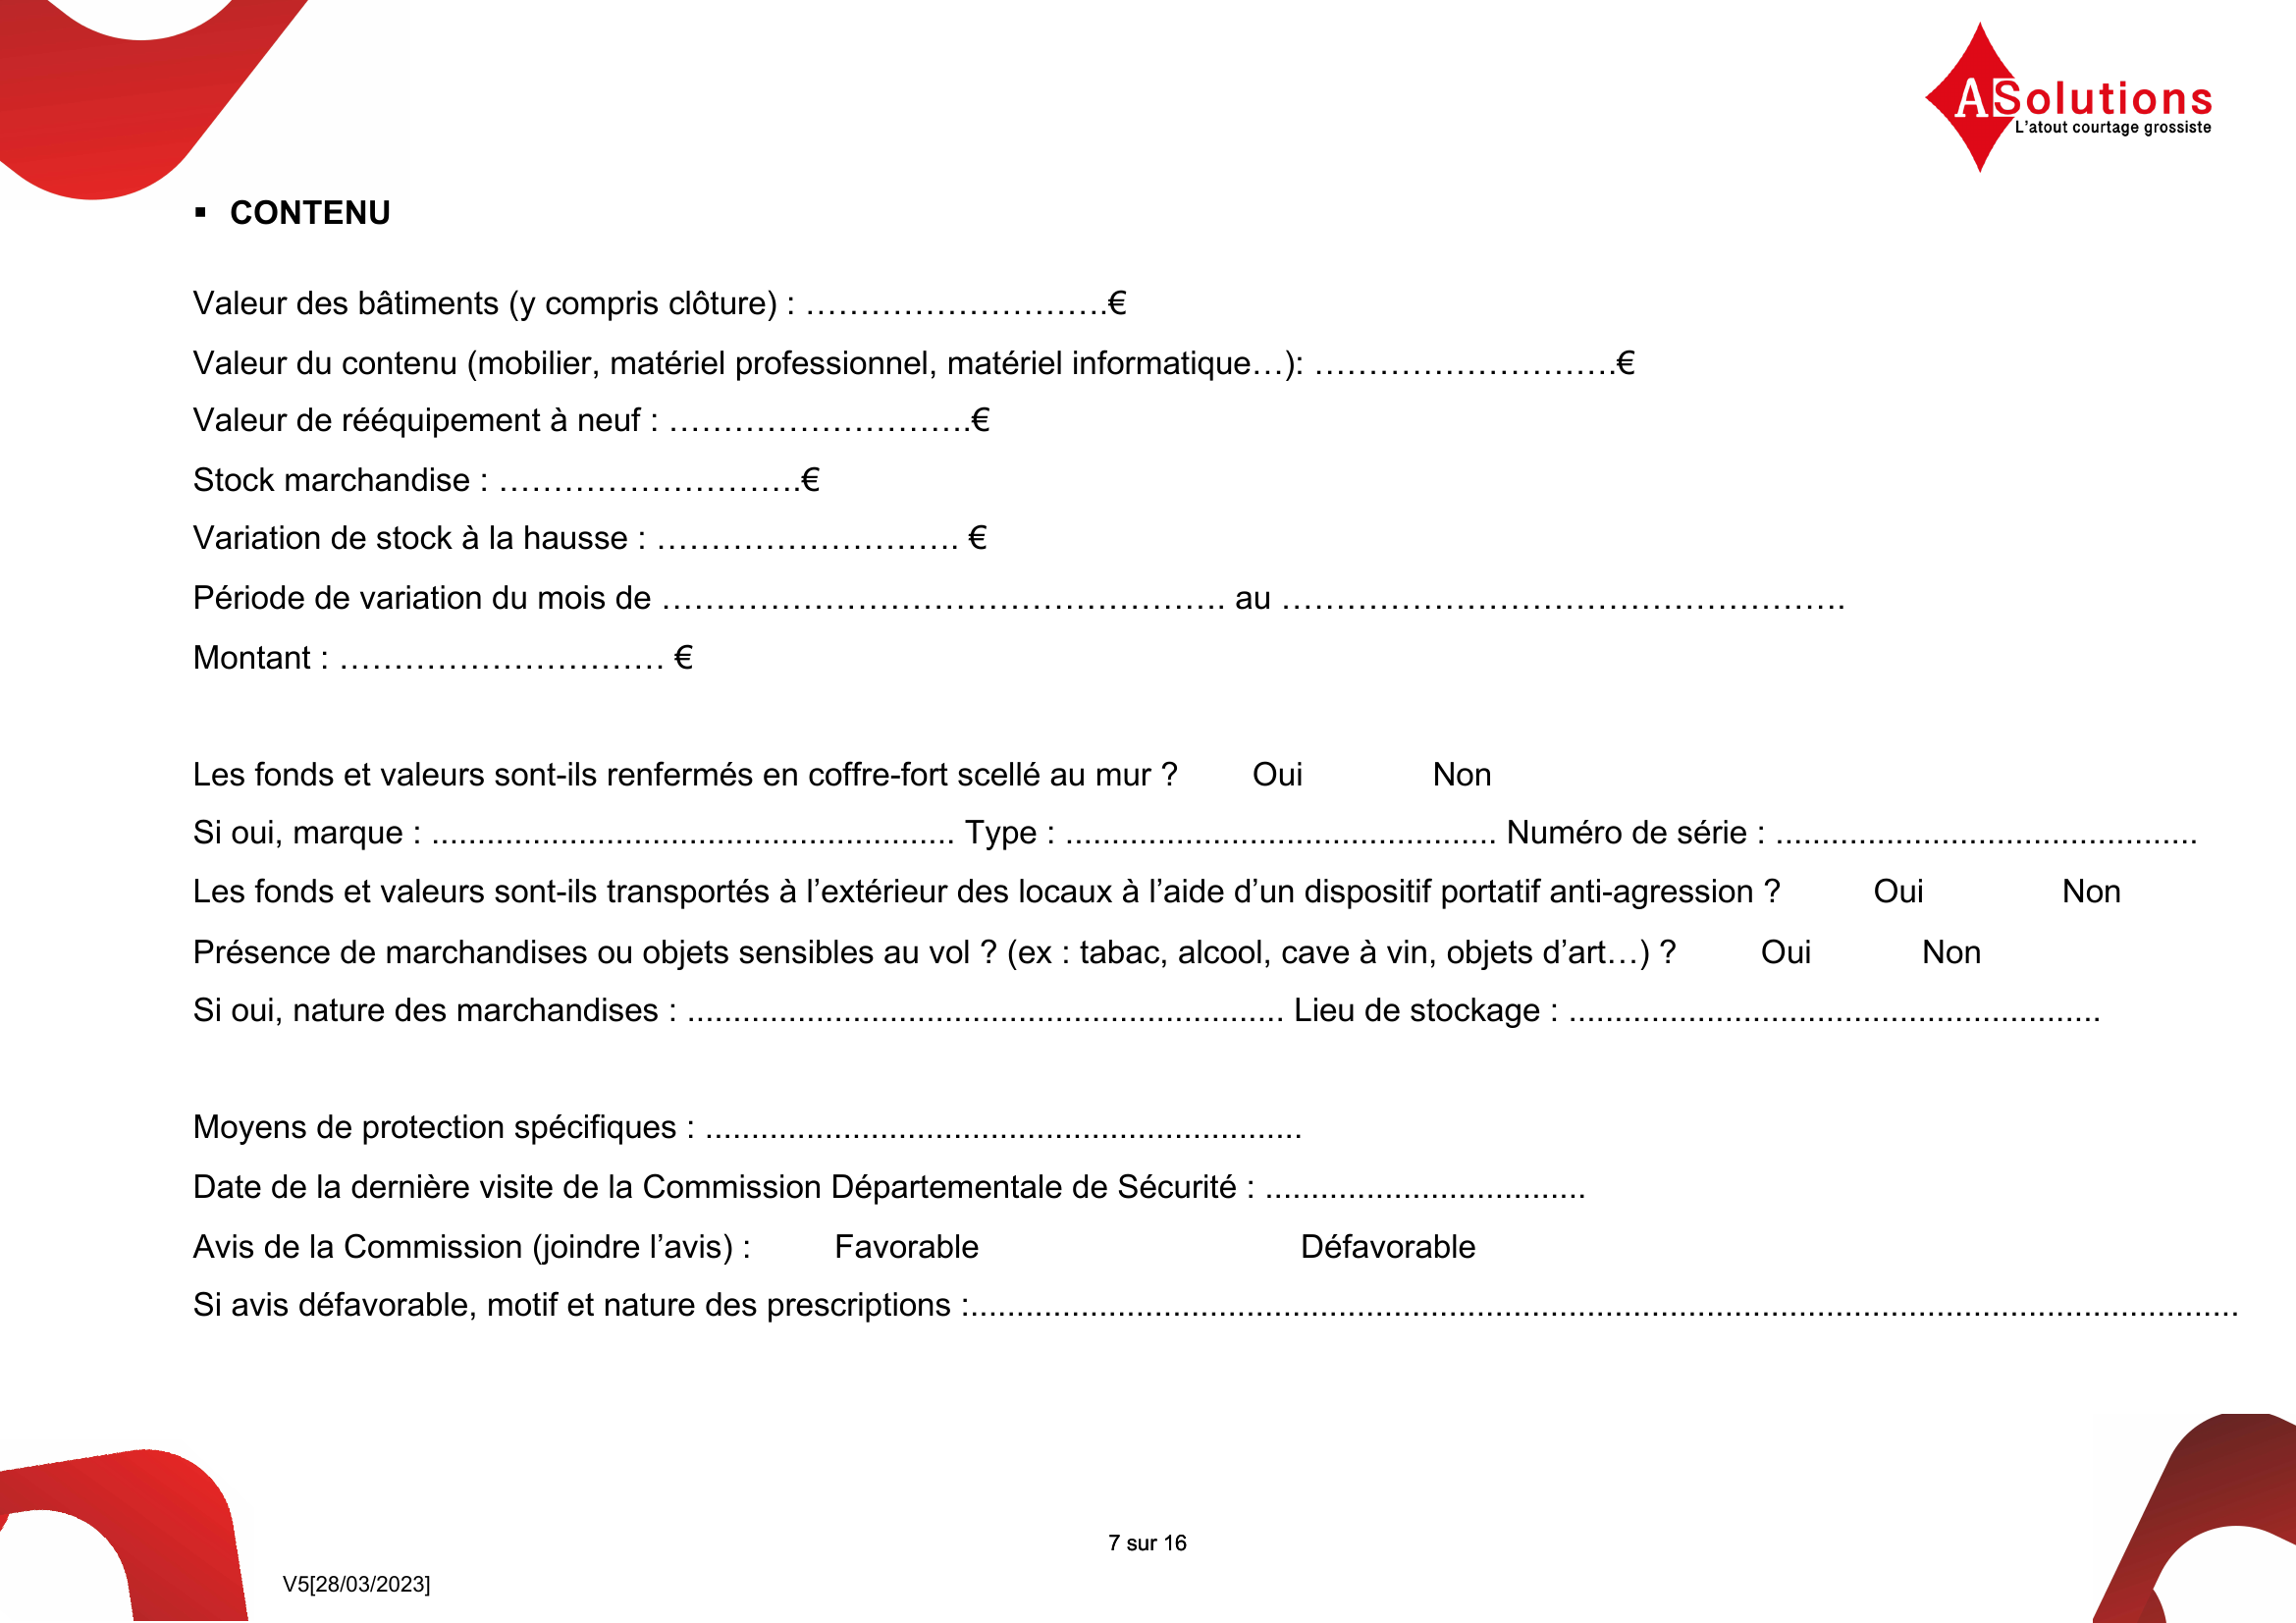 ASolutions
L’atout courtage grossiste
▪ CONTENU
Valeur des bâtiments (y compris clôture) : ……………………….€
Valeur du contenu (mobilier, matériel professionnel, matériel informatique…): ……………………….€
Valeur de rééquipement à neuf : ……………………….€
Stock marchandise : ……………………….€
Variation de stock à la hausse : ………………………. €
Période de variation du mois de ……………………………………………. au …………………………………………….
Montant : ………………………… €
Les fonds et valeurs sont-ils renfermés en coffre-fort scellé au mur ? Oui Non
Si oui, marque : ......................................................... Type : ............................................... Numéro de série : ..............................................
Les fonds et valeurs sont-ils transportés à l’extérieur des locaux à l’aide d’un dispositif portatif anti-agression ? Oui Non
Présence de marchandises ou objets sensibles au vol ? (ex : tabac, alcool, cave à vin, objets d’art…) ? Oui Non
Si oui, nature des marchandises : ................................................................. Lieu de stockage : ..........................................................
Moyens de protection spécifiques : .................................................................
Date de la dernière visite de la Commission Départementale de Sécurité : ...................................
Avis de la Commission (joindre l’avis) : Favorable Défavorable
Si avis défavorable, motif et nature des prescriptions :..........................................................................................................................................
7 sur 16
V5[28/03/2023]